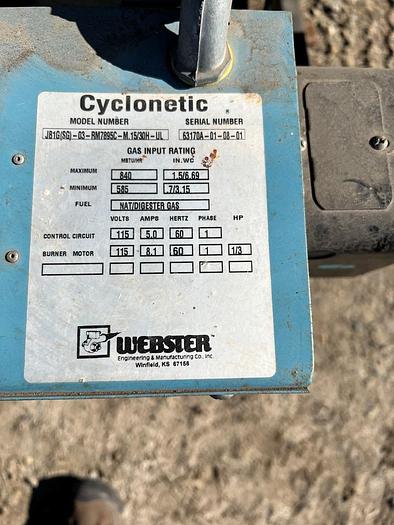 Cyclonetic
MODEL NUMBER SERIAL NUMBER
JB1G(SG)-03-RM7895C-M.15/30H-UL 63170A-01-08-01
GAS INPUT RATING
MBTU/HR IN.WC
MAXIMUM 840 1.5/6.69
MINIMUM 585 .7/3.15
FUEL NAT/DIGESTER GAS
VOLTS AMPS HERTZ PHASE HP
CONTROL CIRCUIT 115 5.0 60 1
BURNER MOTOR 115 8.1 60 1 1/3
WEBSTER
Engineering & Manufacturing Co., Inc.
Winfield, KS 67156